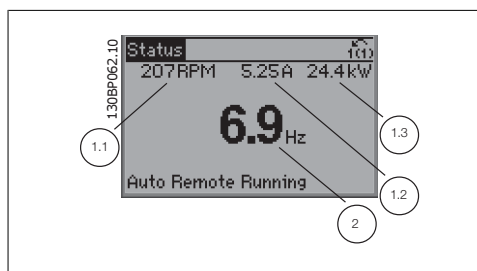 130BP062.10
Status
1(1)
207RPM 5.25A 24.4kW
6.9Hz
Auto Remote Running
1.1
1.3
1.2
2